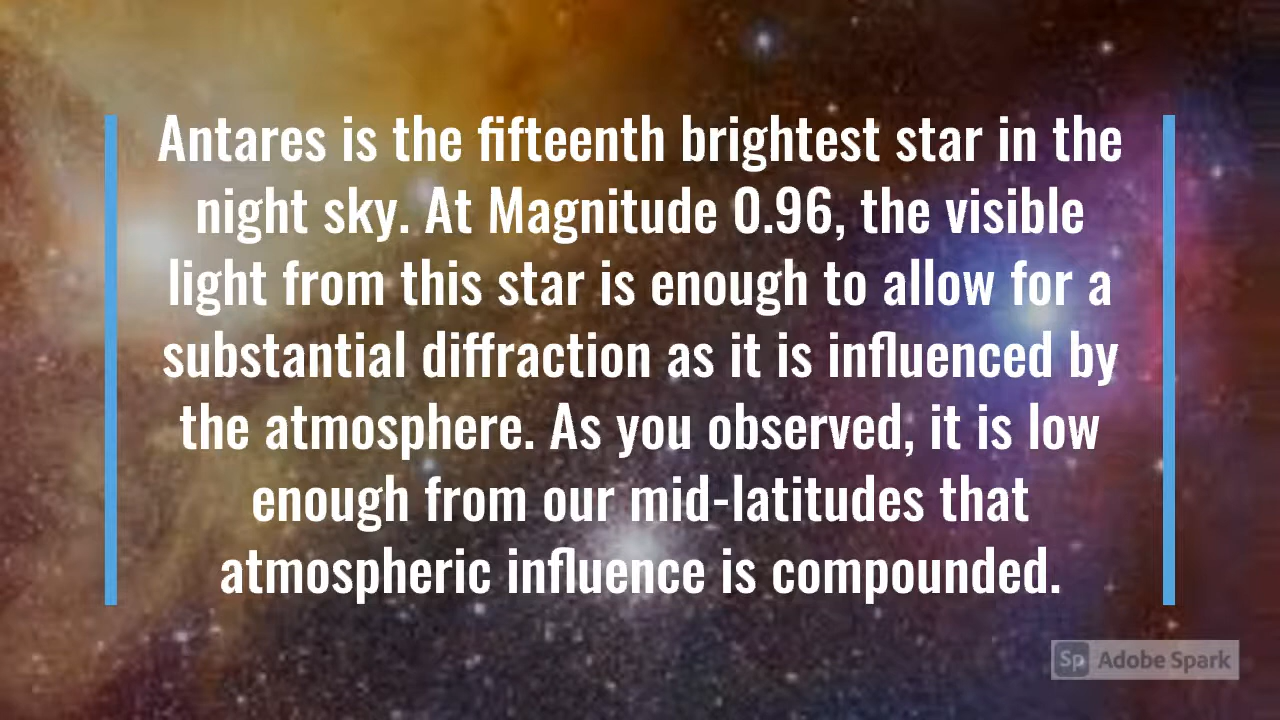 Antares is the fifteenth brightest star in the
night sky. At Magnitude 0.96, the visible
light from this star is enough to allow for a
substantial diffraction as it is influenced by
the atmosphere. As you observed, it is low
enough from our mid-latitudes that
atmospheric influence is compounded.
Sp Adobe Spark